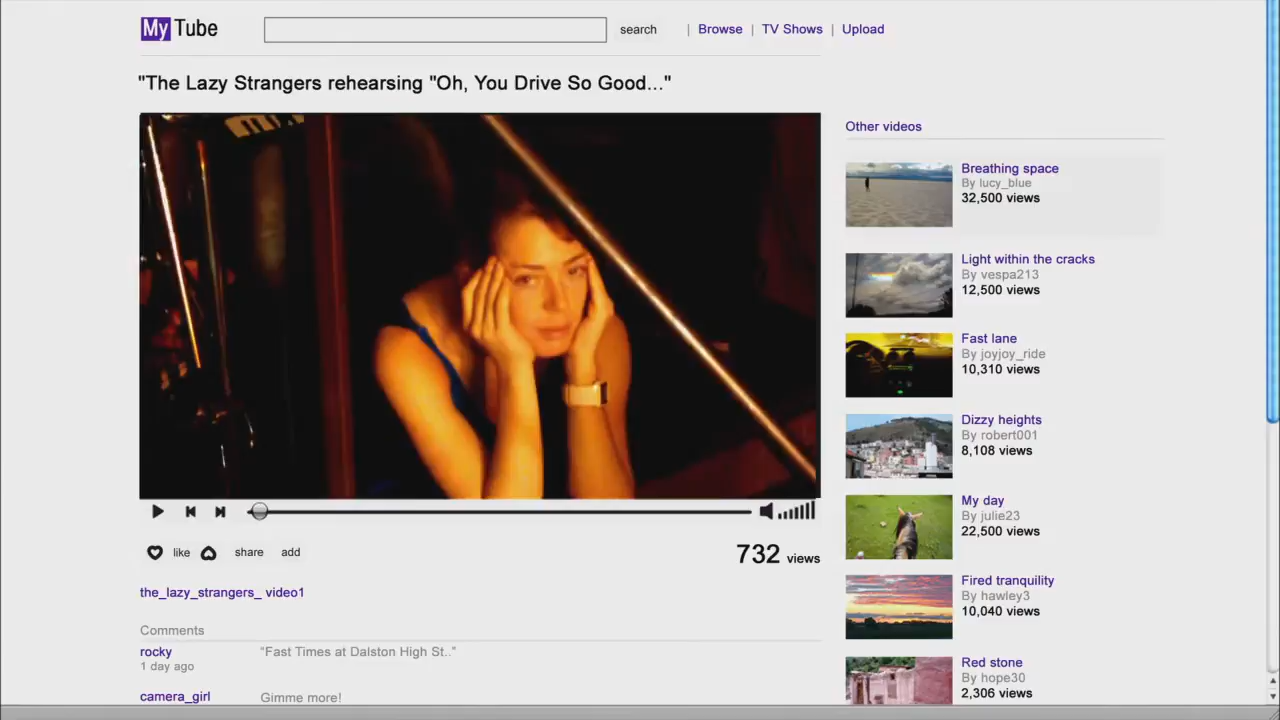 My Tube
search | Browse | TV Shows | Upload
"The Lazy Strangers rehearsing "Oh, You Drive So Good..."
Other videos
Breathing space
By lucy_blue
32,500 views
Light within the cracks
By vespa213
12,500 views
Fast lane
By joyjoy_ride
10,310 views
Dizzy heights
By robert001
8,108 views
My day
By julie23
22,500 views
Fired tranquility
By hawley3
10,040 views
Red stone
By hope30
2,306 views
like share add
732 views
the_lazy_strangers_ video1
Comments
rocky "Fast Times at Dalston High St.."
1 day ago
camera_girl Gimme more!